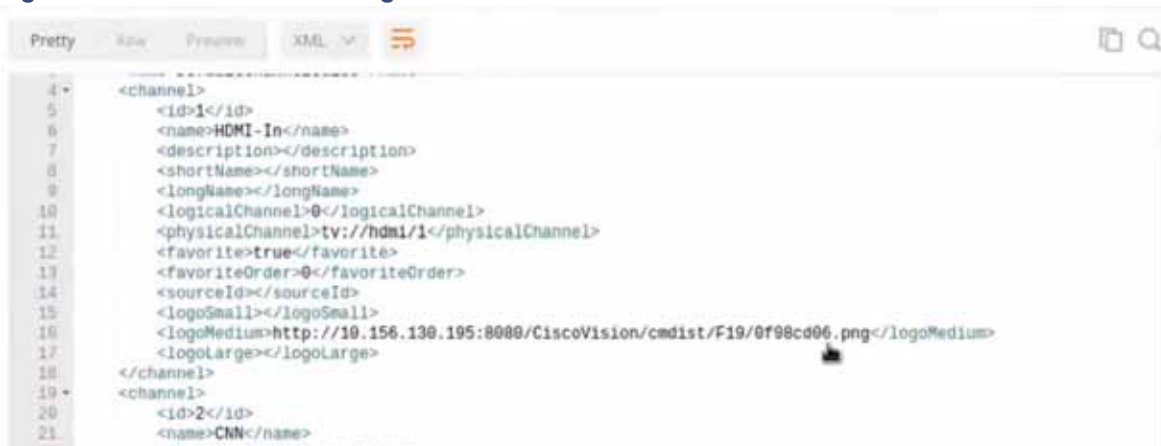 Pretty Raw Preview XML
4 <channel>
5 <id>1</id>
6 <name>HDMI-In</name>
7 <description></description>
8 <shortName></shortName>
9 <longName></longName>
10 <logicalChannel>0</logicalChannel>
11 <physicalChannel>tv://hdmi/1</physicalChannel>
12 <favorite>true</favorite>
13 <favoriteOrder>0</favoriteOrder>
14 <sourceId></sourceId>
15 <logoSmall></logoSmall>
16 <logoMedium>http://10.156.130.195:8080/CiscoVision/cmdist/F19/0f98cd06.png</logoMedium>
17 <logoLarge></logoLarge>
18 </channel>
19 <channel>
20 <id>2</id>
21 <name>CNN</name>